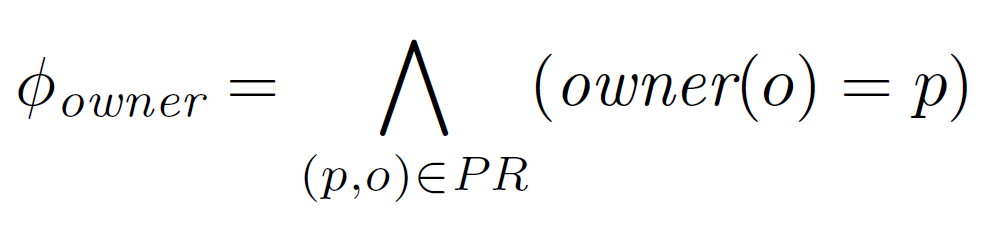 ϕ_owner = ⋀_{(p,o)∈PR} (owner(o) = p)